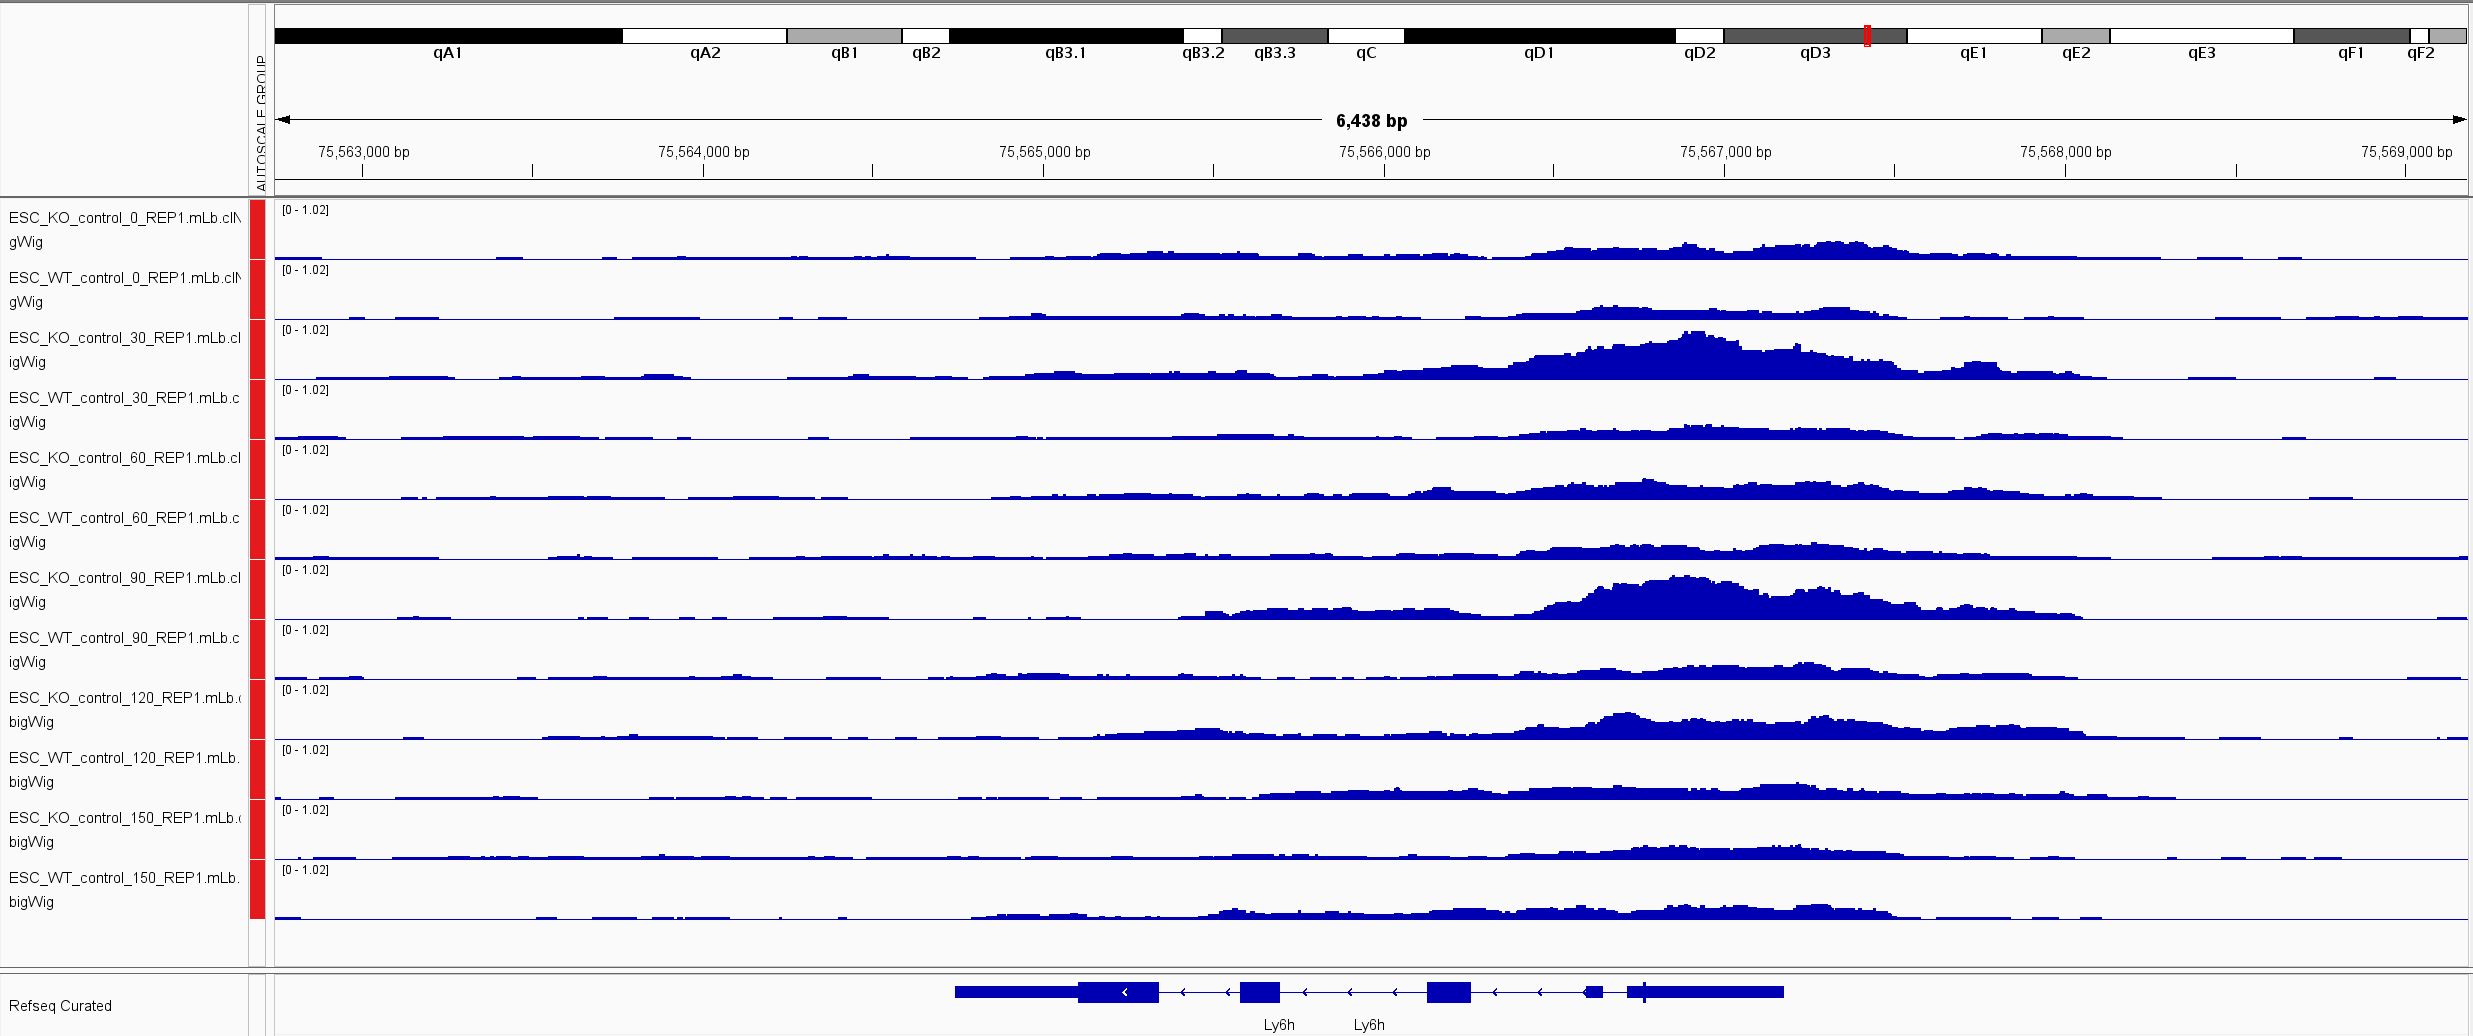 qA1 qA2 qB1 qB2 qB3.1 qB3.2 qB3.3 qC qD1 qD2 qD3 qE1 qE2 qE3 qF1 qF2
AUTOSCALE GROUP
6,438 bp
75,563,000 bp 75,564,000 bp 75,565,000 bp 75,566,000 bp 75,567,000 bp 75,568,000 bp 75,569,000 bp
ESC_KO_control_0_REP1.mLb.clN [0 - 1.02]
gWig
ESC_WT_control_0_REP1.mLb.clN [0 - 1.02]
gWig
ESC_KO_control_30_REP1.mLb.cl [0 - 1.02]
igWig
ESC_WT_control_30_REP1.mLb.c [0 - 1.02]
igWig
ESC_KO_control_60_REP1.mLb.cl [0 - 1.02]
igWig
ESC_WT_control_60_REP1.mLb.c [0 - 1.02]
igWig
ESC_KO_control_90_REP1.mLb.cl [0 - 1.02]
igWig
ESC_WT_control_90_REP1.mLb.c [0 - 1.02]
igWig
ESC_KO_control_120_REP1.mLb.c [0 - 1.02]
bigWig
ESC_WT_control_120_REP1.mLb. [0 - 1.02]
bigWig
ESC_KO_control_150_REP1.mLb.c [0 - 1.02]
bigWig
ESC_WT_control_150_REP1.mLb. [0 - 1.02]
bigWig
Refseq Curated
Ly6h Ly6h